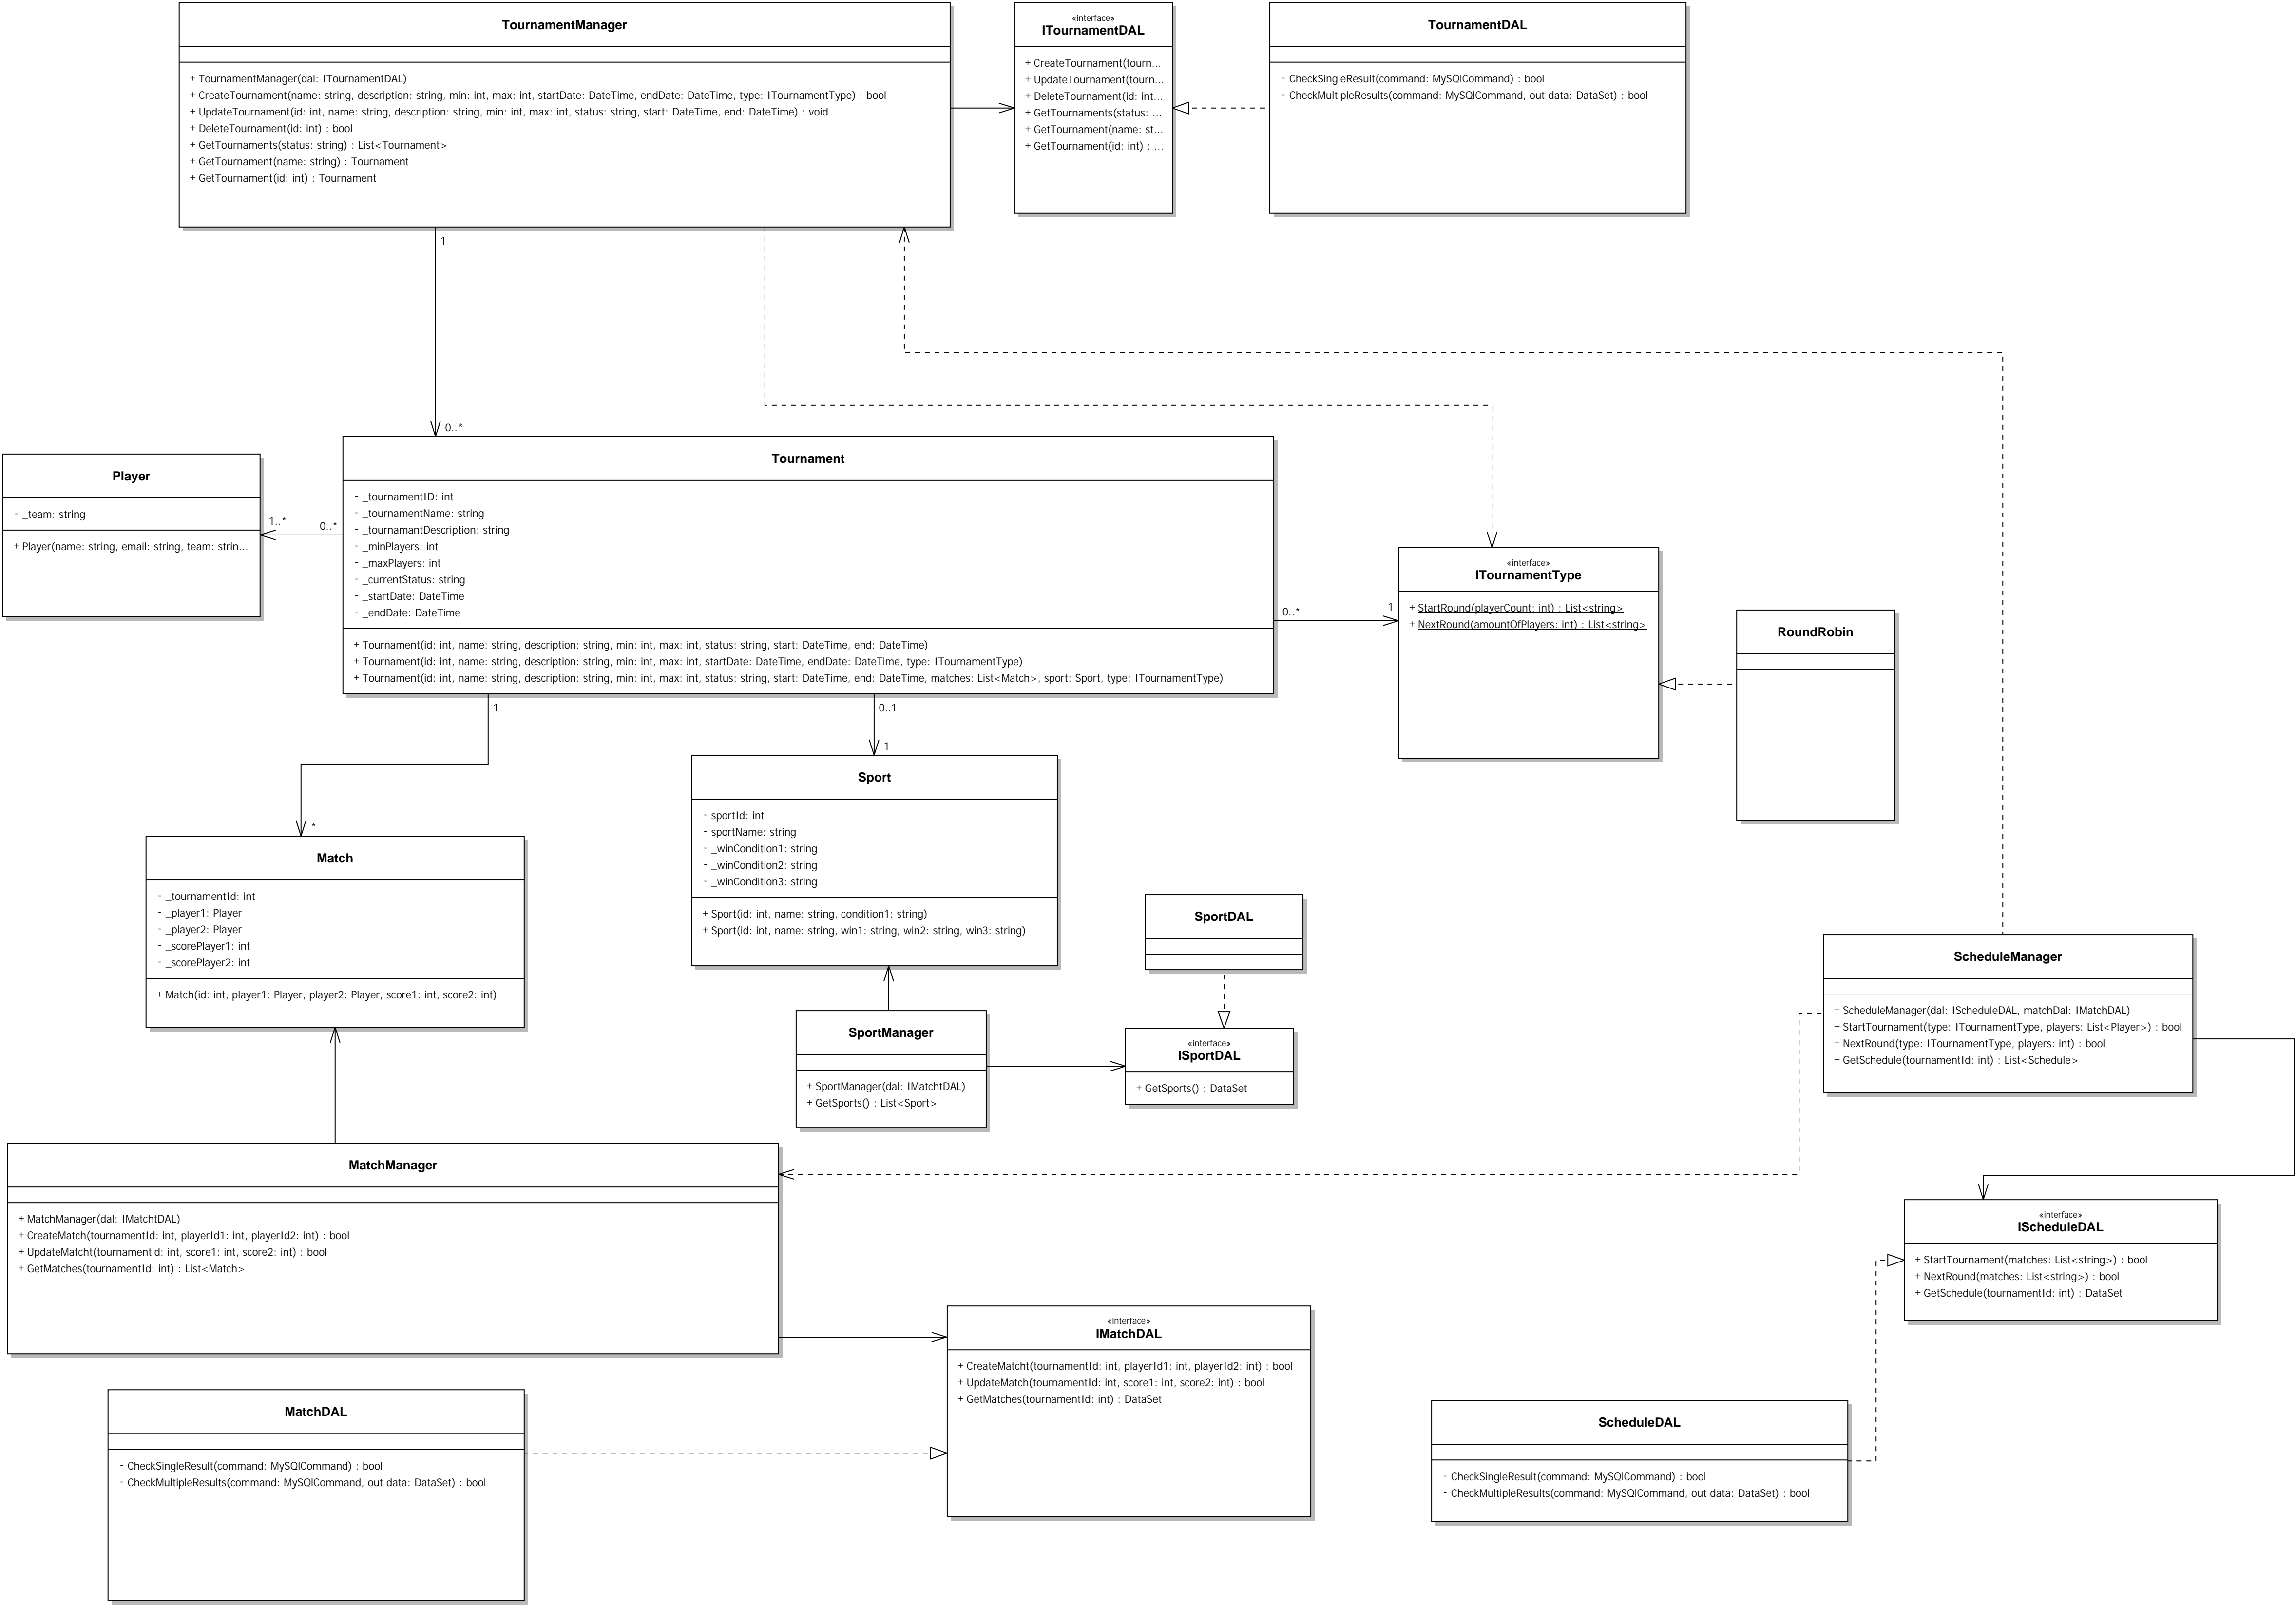 TournamentManager
+ TournamentManager(dal: ITournamentDAL)
+ CreateTournament(name: string, description: string, min: int, max: int, startDate: DateTime, endDate: DateTime, type: ITournamentType) : bool
+ UpdateTournament(id: int, name: string, description: string, min: int, max: int, status: string, start: DateTime, end: DateTime) : void
+ DeleteTournament(id: int) : bool
+ GetTournaments(status: string) : List<Tournament>
+ GetTournament(name: string) : Tournament
+ GetTournament(id: int) : Tournament
«interface»
ITournamentDAL
+ CreateTournament(tourn...
+ UpdateTournament(tourn...
+ DeleteTournament(id: int...
+ GetTournaments(status: ...
+ GetTournament(name: st...
+ GetTournament(id: int) : ...
TournamentDAL
- CheckSingleResult(command: MySQlCommand) : bool
- CheckMultipleResults(command: MySQlCommand, out data: DataSet) : bool
1
0..*
Player
- _team: string
+ Player(name: string, email: string, team: strin...
1..*
0..*
Tournament
- _tournamentID: int
- _tournamentName: string
- _tournamantDescription: string
- _minPlayers: int
- _maxPlayers: int
- _currentStatus: string
- _startDate: DateTime
- _endDate: DateTime
+ Tournament(id: int, name: string, description: string, min: int, max: int, status: string, start: DateTime, end: DateTime)
+ Tournament(id: int, name: string, description: string, min: int, max: int, startDate: DateTime, endDate: DateTime, type: ITournamentType)
+ Tournament(id: int, name: string, description: string, min: int, max: int, status: string, start: DateTime, end: DateTime, matches: List<Match>, sport: Sport, type: ITournamentType)
0..*
1
«interface»
ITournamentType
+ StartRound(playerCount: int) : List<string>
+ NextRound(amountOfPlayers: int) : List<string>
RoundRobin
1
*
0..1
1
Match
- _tournamentId: int
- _player1: Player
- _player2: Player
- _scorePlayer1: int
- _scorePlayer2: int
+ Match(id: int, player1: Player, player2: Player, score1: int, score2: int)
Sport
- sportId: int
- sportName: string
- _winCondition1: string
- _winCondition2: string
- _winCondition3: string
+ Sport(id: int, name: string, condition1: string)
+ Sport(id: int, name: string, win1: string, win2: string, win3: string)
SportDAL
SportManager
+ SportManager(dal: IMatchtDAL)
+ GetSports() : List<Sport>
«interface»
ISportDAL
+ GetSports() : DataSet
ScheduleManager
+ ScheduleManager(dal: IScheduleDAL, matchDal: IMatchDAL)
+ StartTournament(type: ITournamentType, players: List<Player>) : bool
+ NextRound(type: ITournamentType, players: int) : bool
+ GetSchedule(tournamentId: int) : List<Schedule>
MatchManager
+ MatchManager(dal: IMatchtDAL)
+ CreateMatch(tournamentId: int, playerId1: int, playerId2: int) : bool
+ UpdateMatcht(tournamentid: int, score1: int, score2: int) : bool
+ GetMatches(tournamentId: int) : List<Match>
«interface»
IScheduleDAL
+ StartTournament(matches: List<string>) : bool
+ NextRound(matches: List<string>) : bool
+ GetSchedule(tournamentId: int) : DataSet
«interface»
IMatchDAL
+ CreateMatcht(tournamentId: int, playerId1: int, playerId2: int) : bool
+ UpdateMatch(tournamentId: int, score1: int, score2: int) : bool
+ GetMatches(tournamentId: int) : DataSet
MatchDAL
- CheckSingleResult(command: MySQlCommand) : bool
- CheckMultipleResults(command: MySQlCommand, out data: DataSet) : bool
ScheduleDAL
- CheckSingleResult(command: MySQlCommand) : bool
- CheckMultipleResults(command: MySQlCommand, out data: DataSet) : bool